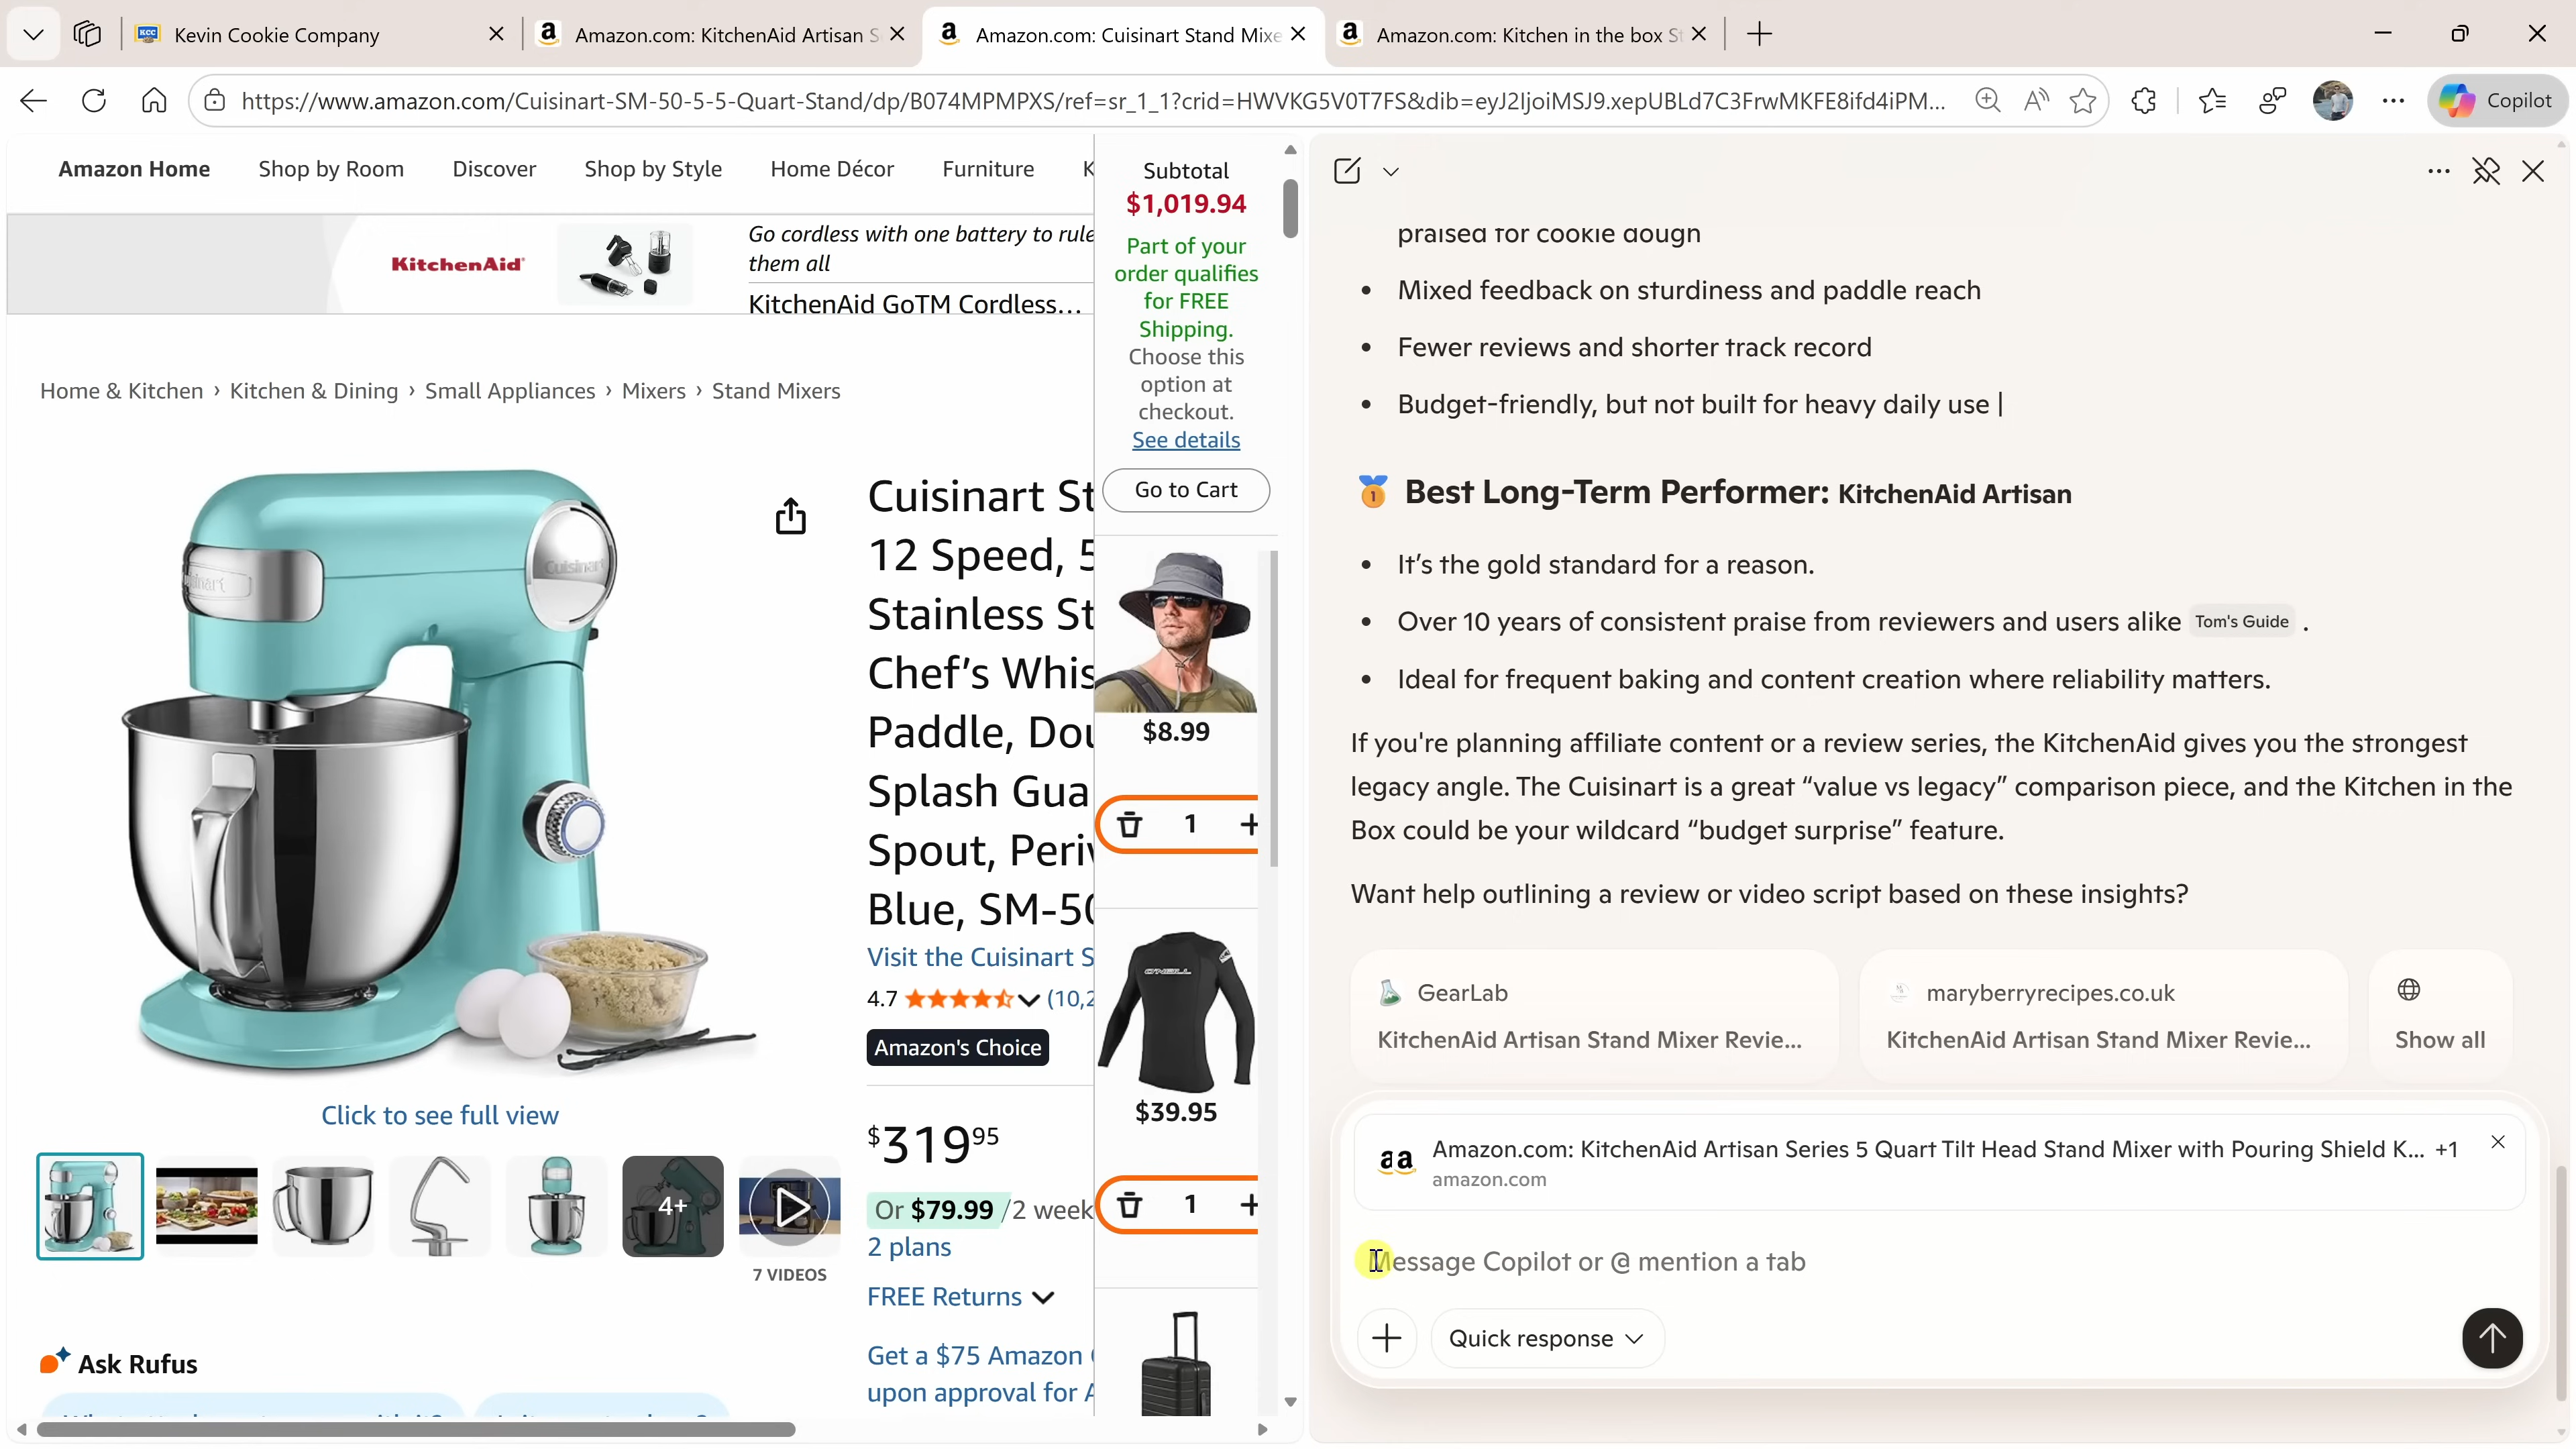 Kevin Cookie Company
Amazon.com: KitchenAid Artisan S
Amazon.com: Cuisinart Stand Mixe
Amazon.com: Kitchen in the box St
https://www.amazon.com/Cuisinart-SM-50-5-5-Quart-Stand/dp/B074MPMPXS/ref=sr_1_1?crid=HWVKG5V0T7FS&dib=eyJ2IjoiMSJ9.xepUBLd7C3FrwMKFE8ifd4iPM...
Copilot
Amazon Home Shop by Room Discover Shop by Style Home Décor Furniture K
KitchenAid
Go cordless with one battery to rule
them all
KitchenAid GoTM Cordless...
Home & Kitchen › Kitchen & Dining › Small Appliances › Mixers › Stand Mixers
Cuisinart
Cuisinart St
12 Speed, 5
Stainless St
Chef’s Whis
Paddle, Dou
Splash Gua
Spout, Periw
Blue, SM-50
Visit the Cuisinart S
4.7 (10,2
Amazon's Choice
$319.95
Or $79.99 /2 week
2 plans
FREE Returns
Get a $75 Amazon
upon approval for A
Click to see full view
4+
7 VIDEOS
Ask Rufus
Subtotal
$1,019.94
Part of your
order qualifies
for FREE
Shipping.
Choose this
option at
checkout.
See details
Go to Cart
$8.99
1
O'NEILL
$39.95
1
praised for cookie dough
• Mixed feedback on sturdiness and paddle reach
• Fewer reviews and shorter track record
• Budget-friendly, but not built for heavy daily use |
1 Best Long-Term Performer: KitchenAid Artisan
• It’s the gold standard for a reason.
• Over 10 years of consistent praise from reviewers and users alike Tom's Guide .
• Ideal for frequent baking and content creation where reliability matters.
If you're planning affiliate content or a review series, the KitchenAid gives you the strongest
legacy angle. The Cuisinart is a great “value vs legacy” comparison piece, and the Kitchen in the
Box could be your wildcard “budget surprise” feature.
Want help outlining a review or video script based on these insights?
GearLab
KitchenAid Artisan Stand Mixer Revie...
maryberryrecipes.co.uk
KitchenAid Artisan Stand Mixer Revie...
Show all
Amazon.com: KitchenAid Artisan Series 5 Quart Tilt Head Stand Mixer with Pouring Shield K... +1
amazon.com
Message Copilot or @ mention a tab
Quick response